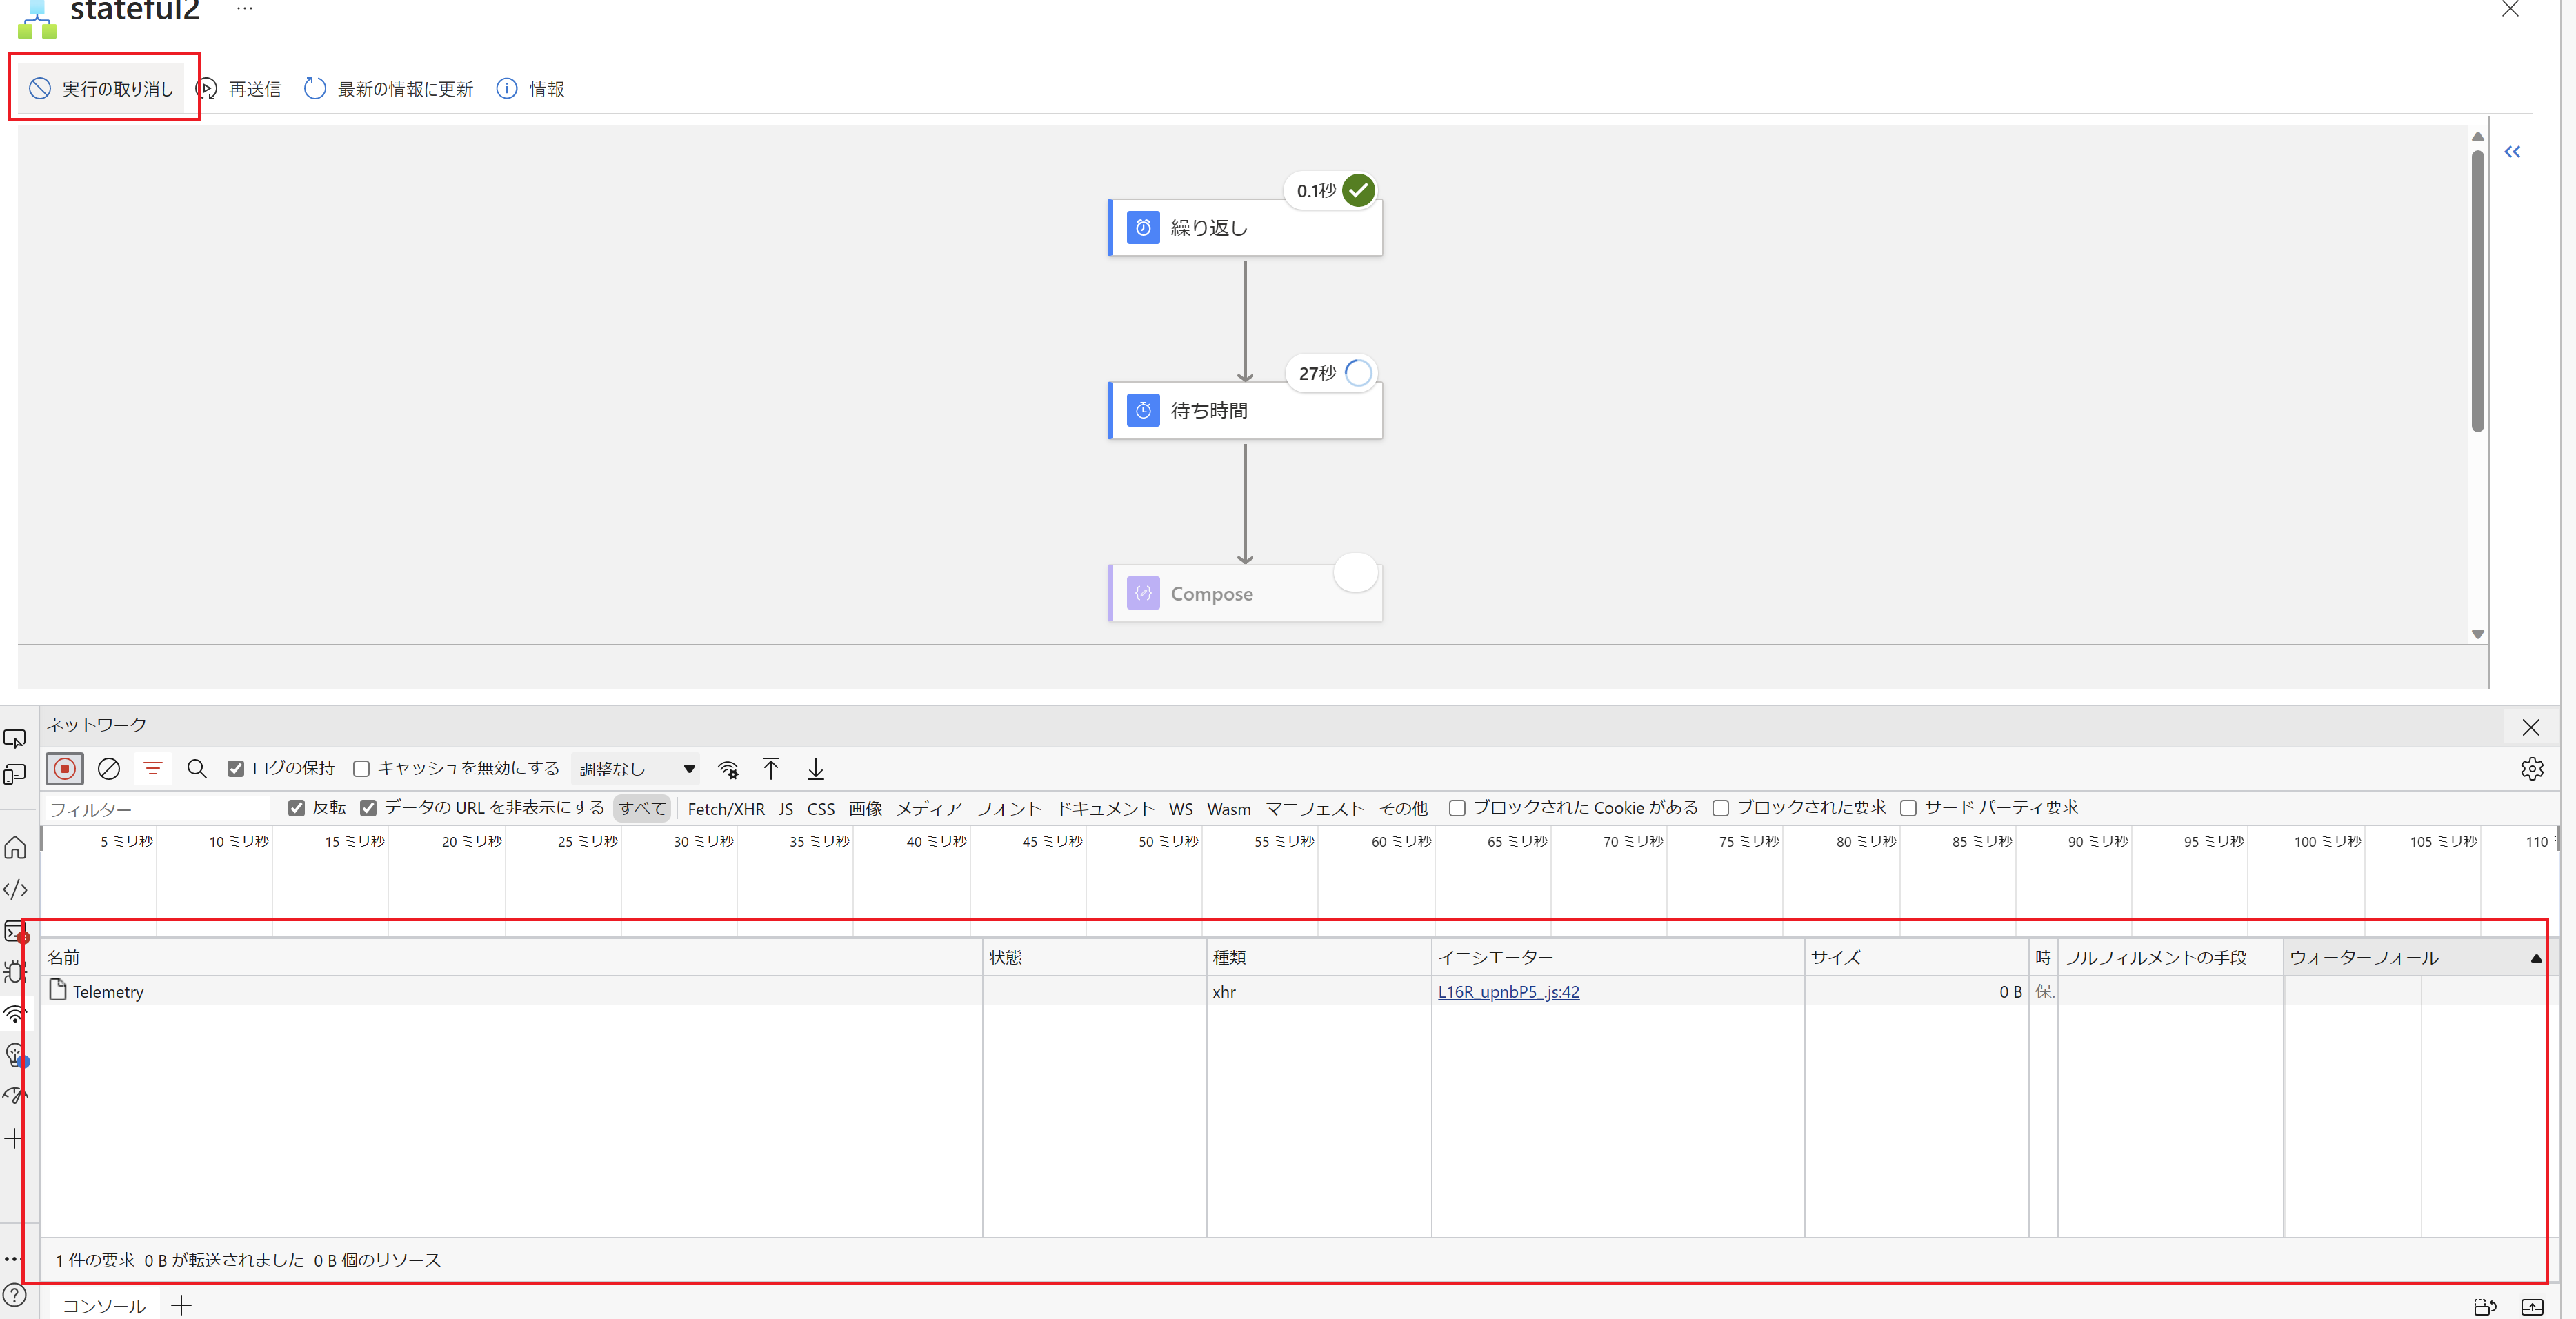 stateful2 ...
実行の取り消し 再送信 最新の情報に更新 情報
0.1秒
繰り返し
27秒
待ち時間
Compose
ネットワーク
ログの保持 キャッシュを無効にする 調整なし
フィルター 反転 データの URL を非表示にする すべて Fetch/XHR JS CSS 画像 メディア フォント ドキュメント WS Wasm マニフェスト その他 ブロックされた Cookie がある ブロックされた要求 サード パーティ要求
5 ミリ秒 10 ミリ秒 15 ミリ秒 20 ミリ秒 25 ミリ秒 30 ミリ秒 35 ミリ秒 40 ミリ秒 45 ミリ秒 50 ミリ秒 55 ミリ秒 60 ミリ秒 65 ミリ秒 70 ミリ秒 75 ミリ秒 80 ミリ秒 85 ミリ秒 90 ミリ秒 95 ミリ秒 100 ミリ秒 105 ミリ秒 110
名前 状態 種類 イニシエーター サイズ 時 フルフィルメントの手段 ウォーターフォール
Telemetry xhr L16R_upnbP5_.js:42 0 B 保...
1 件の要求 0 B が転送されました 0 B 個のリソース
コンソール